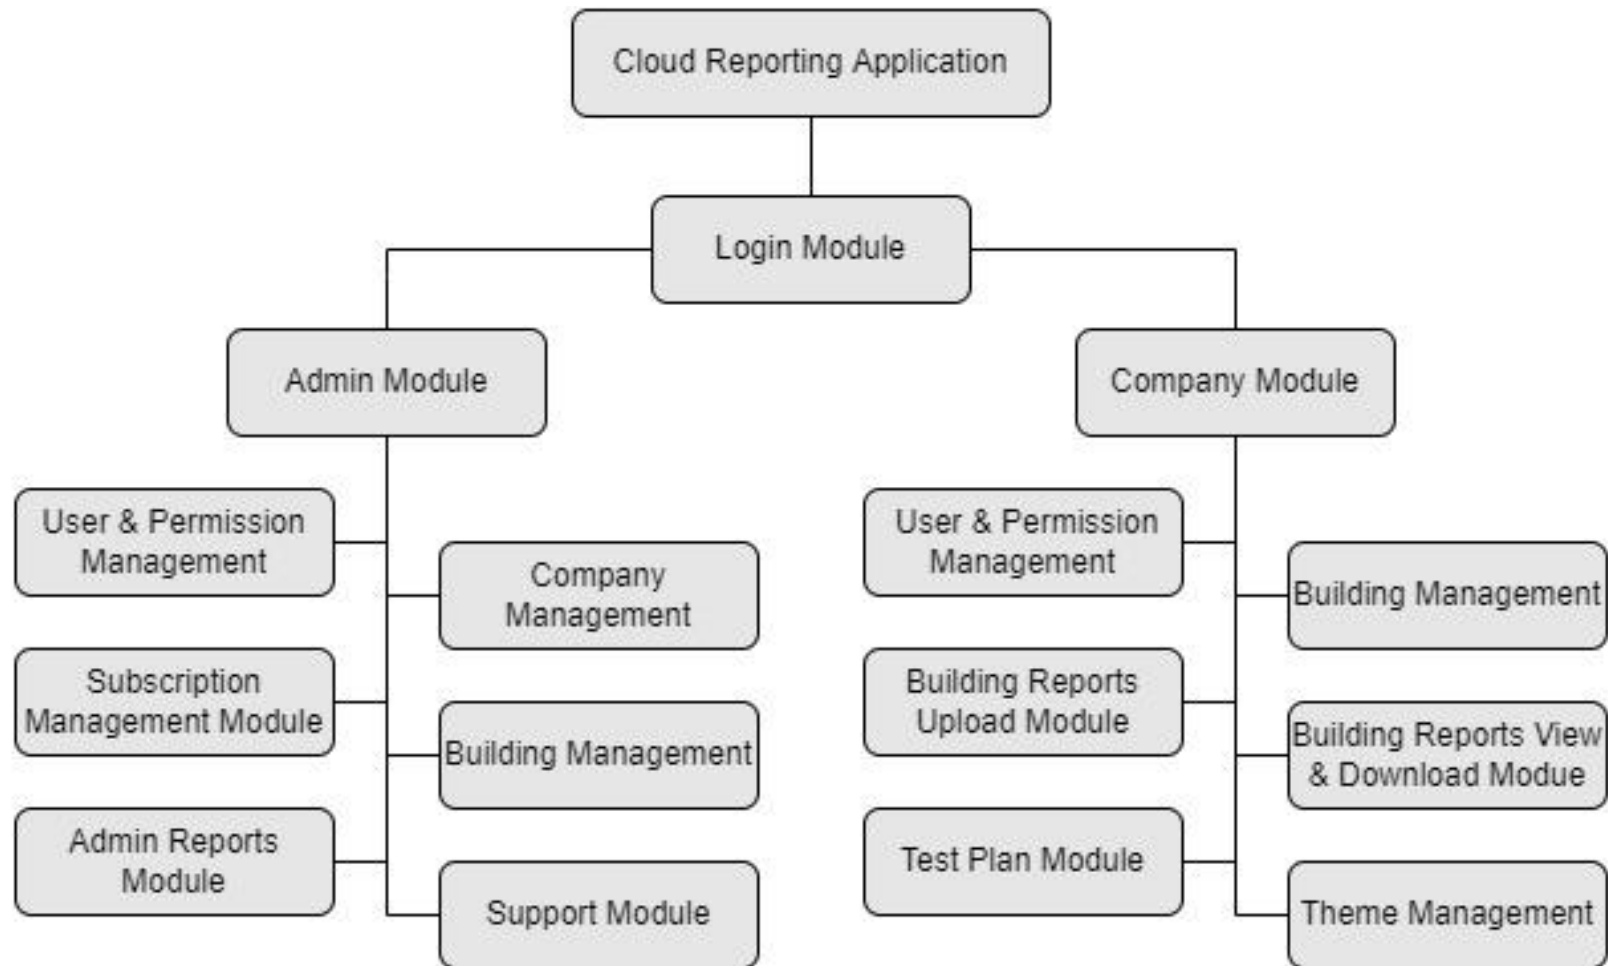 Cloud Reporting Application
Login Module
Admin Module
Company Module
User & Permission
Management
Company
Management
Subscription
Management Module
Building Management
Admin Reports
Module
Support Module
User & Permission
Management
Building Management
Building Reports
Upload Module
Building Reports View
& Download Modue
Test Plan Module
Theme Management